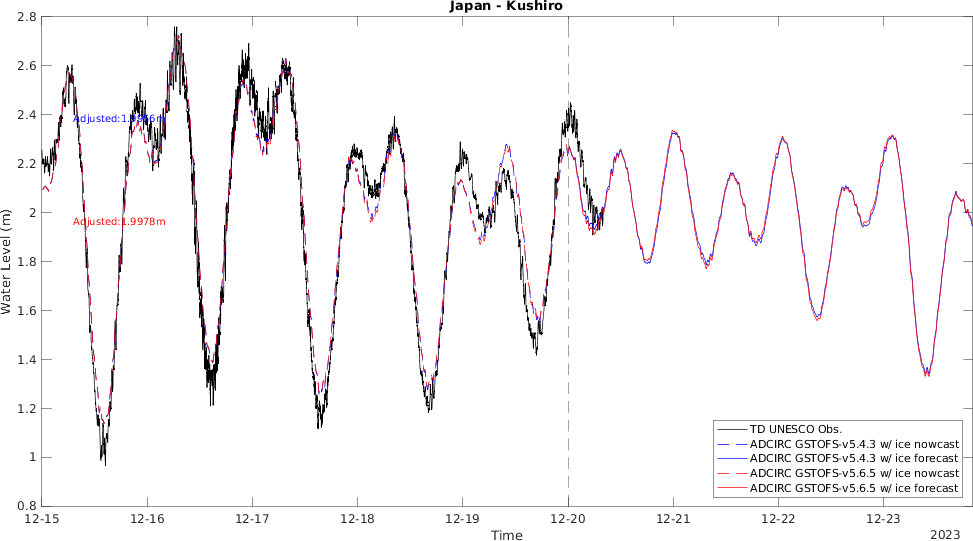 Japan - Kushiro
2.8
2.6
2.4
2.2
2
1.8
1.6
1.4
1.2
1
0.8
Water Level (m)
Adjusted:1.9978m
TD UNESCO Obs.
ADCIRC GSTOFS-v5.4.3 w/ ice nowcast
ADCIRC GSTOFS-v5.4.3 w/ ice forecast
ADCIRC GSTOFS-v5.6.5 w/ ice nowcast
ADCIRC GSTOFS-v5.6.5 w/ ice forecast
12-15 12-16 12-17 12-18 12-19 12-20 12-21 12-22 12-23
Time
2023